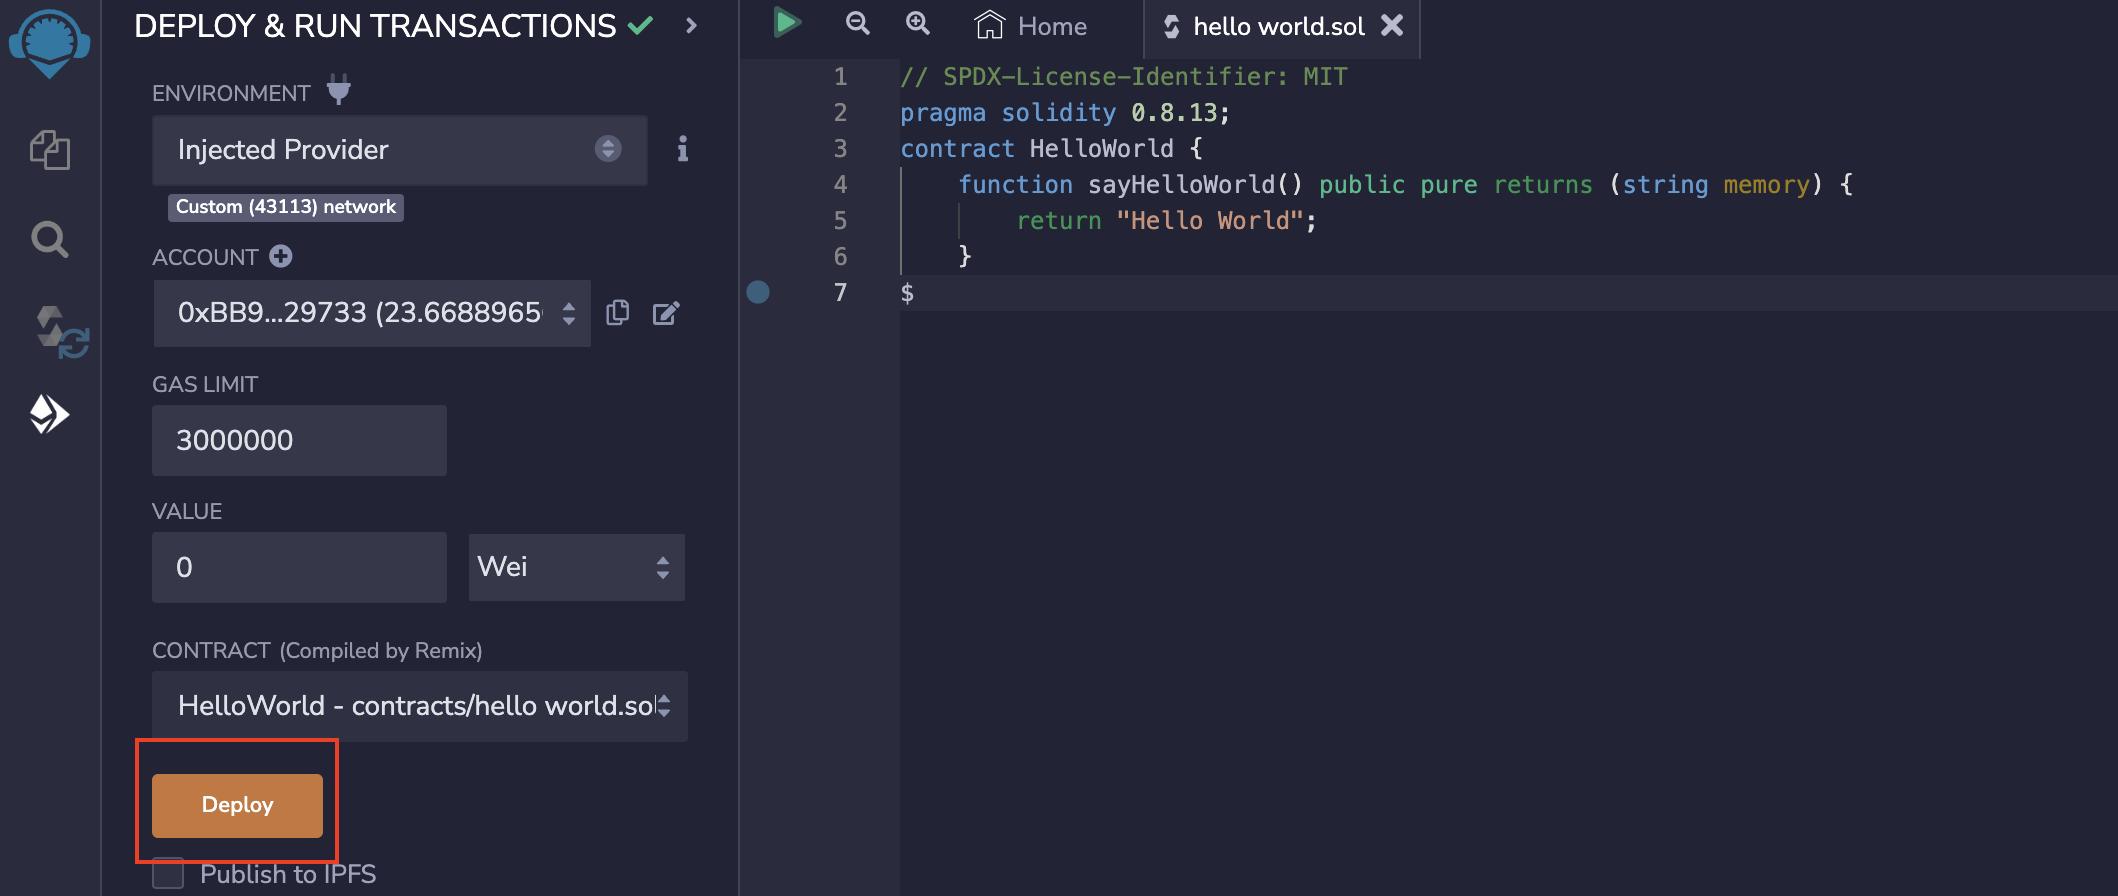 DEPLOY & RUN TRANSACTIONS
ENVIRONMENT
Injected Provider
Custom (43113) network
ACCOUNT
0xBB9...29733 (23.6688965
GAS LIMIT
3000000
VALUE
0
Wei
CONTRACT (Compiled by Remix)
HelloWorld - contracts/hello world.sol
Deploy
Publish to IPFS
Home
hello world.sol
1 // SPDX-License-Identifier: MIT
2 pragma solidity 0.8.13;
3 contract HelloWorld {
4 function sayHelloWorld() public pure returns (string memory) {
5 return "Hello World";
6 }
7 $